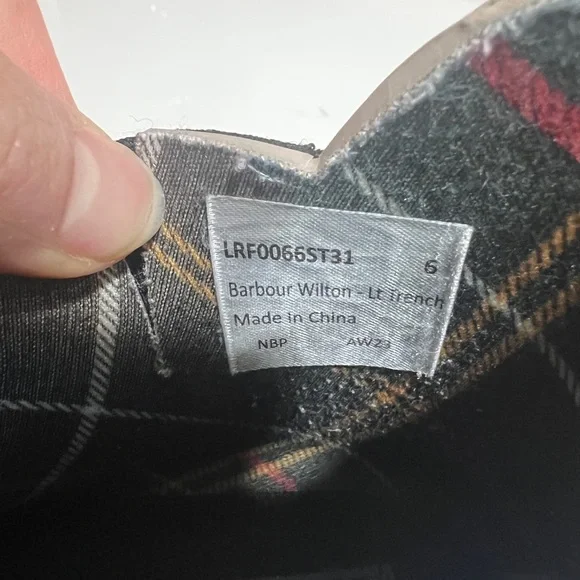 LRF0066ST31 6
Barbour Wilton - Lt Trench
Made In China
NBP AW23